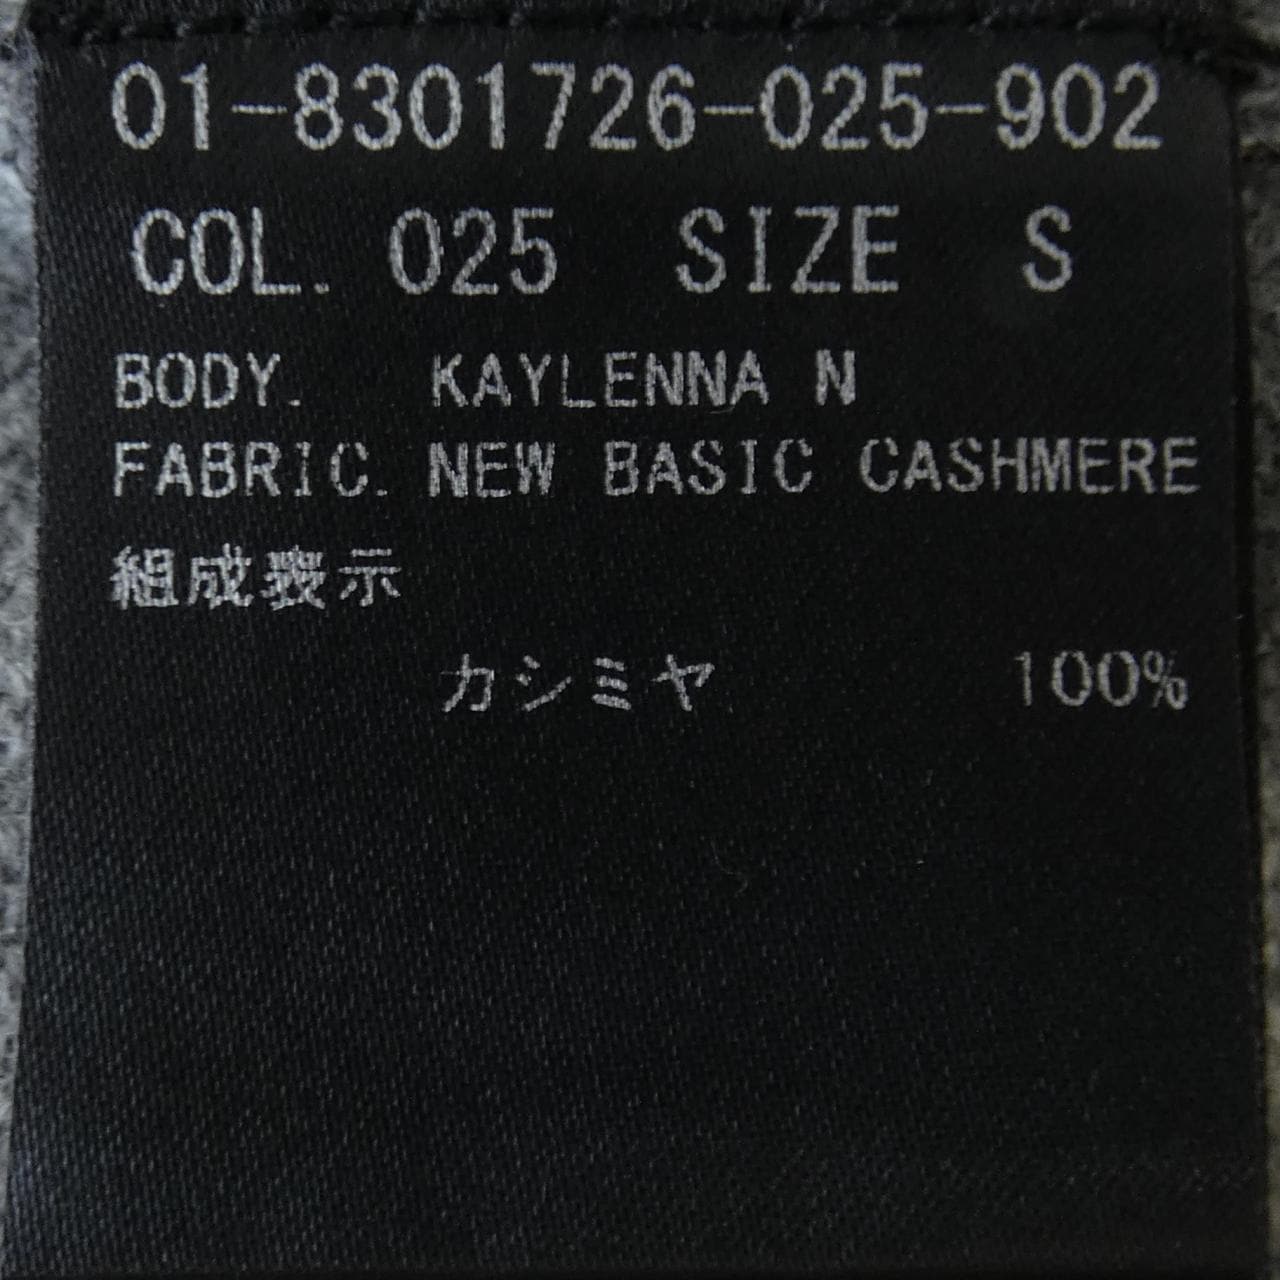 01-8301726-025-902
COL. 025 SIZE S
BODY. KAYLENNA N
FABRIC. NEW BASIC CASHMERE
組成表示
カシミヤ 100%